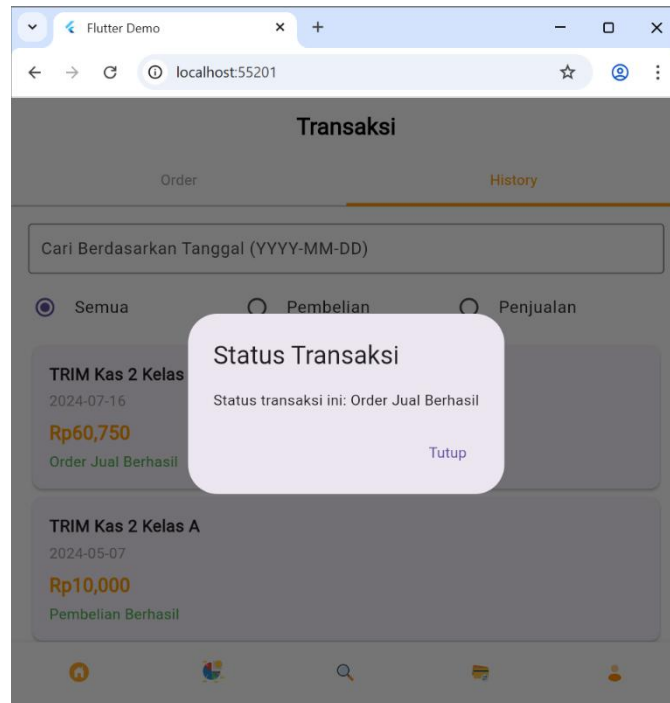 Flutter Demo
localhost:55201
Transaksi
Order
History
Cari Berdasarkan Tanggal (YYYY-MM-DD)
Semua
Pembelian
Penjualan
Status Transaksi
Status transaksi ini: Order Jual Berhasil
Tutup
TRIM Kas 2 Kelas
2024-07-16
Rp60,750
Order Jual Berhasil
TRIM Kas 2 Kelas A
2024-05-07
Rp10,000
Pembelian Berhasil